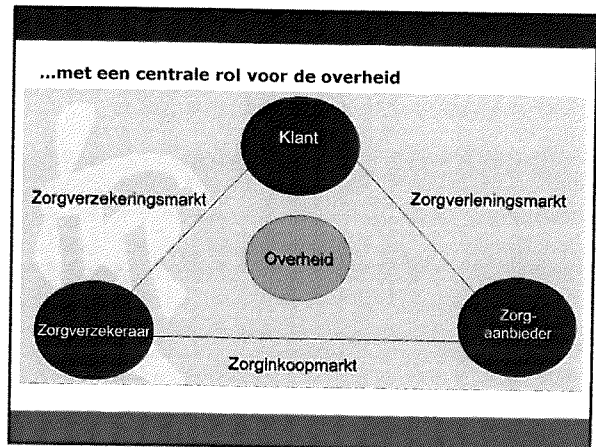 ...met een centrale rol voor de overheid
Klant
Zorgverzekeringsmarkt
Zorgverleningsmarkt
Overheid
Zorgverzekeraar
Zorg-
aanbieder
Zorginkoopmarkt